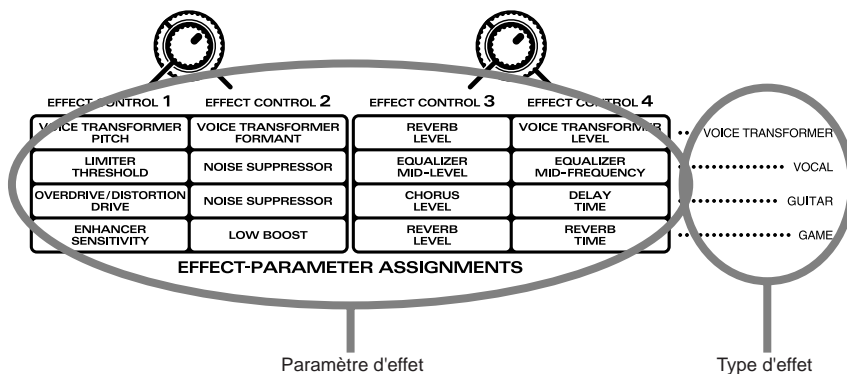 EFFECT CONTROL 1 EFFECT CONTROL 2 EFFECT CONTROL 3 EFFECT CONTROL 4
VOICE TRANSFORMER PITCH
VOICE TRANSFORMER FORMANT
REVERB LEVEL
VOICE TRANSFORMER LEVEL
VOICE TRANSFORMER
LIMITER THRESHOLD
NOISE SUPPRESSOR
EQUALIZER MID-LEVEL
EQUALIZER MID-FREQUENCY
VOCAL
OVERDRIVE/DISTORTION DRIVE
NOISE SUPPRESSOR
CHORUS LEVEL
DELAY TIME
GUITAR
ENHANCER SENSITIVITY
LOW BOOST
REVERB LEVEL
REVERB TIME
GAME
EFFECT-PARAMETER ASSIGNMENTS
Paramètre d'effet
Type d'effet